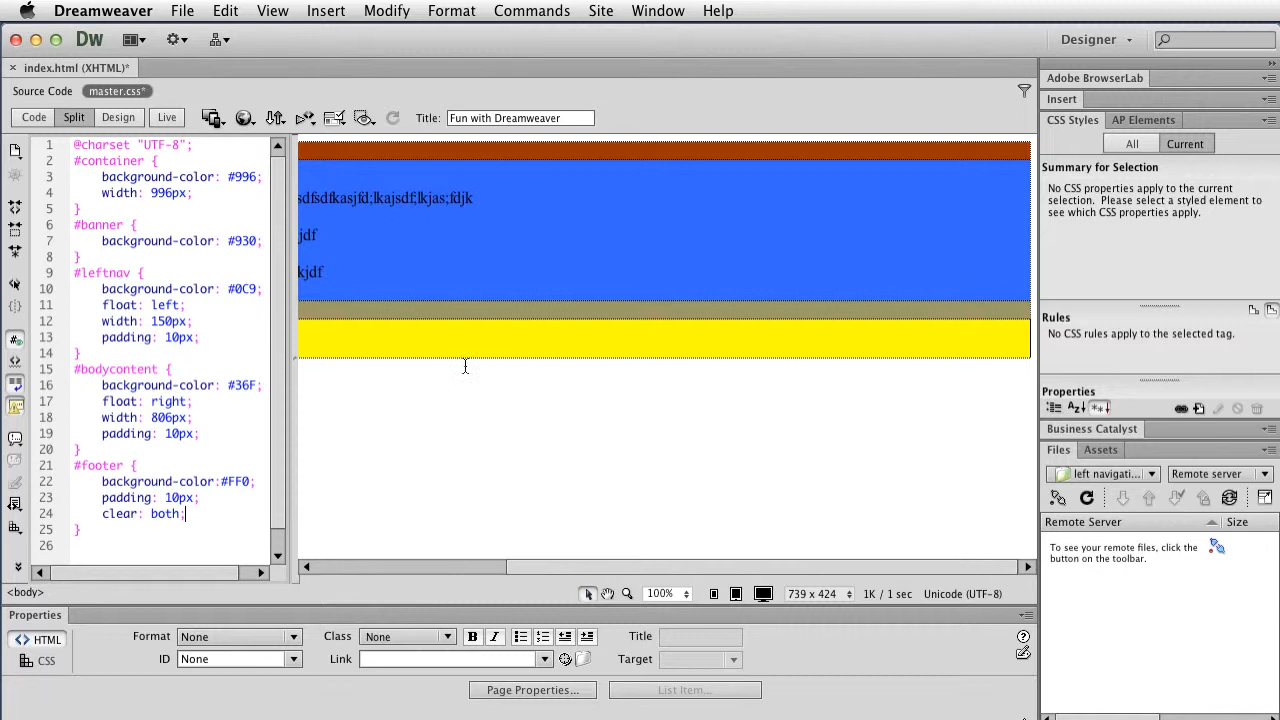 Dreamweaver File Edit View Insert Modify Format Commands Site Window Help
Dw Designer
index.html (XHTML)*
Source Code master.css*
Code Split Design Live Title: Fun with Dreamweaver
1 @charset "UTF-8";
2 #container {
3 background-color: #996;
4 width: 996px;
5 }
6 #banner {
7 background-color: #930;
8 }
9 #leftnav {
10 background-color: #0C9;
11 float: left;
12 width: 150px;
13 padding: 10px;
14 }
15 #bodycontent {
16 background-color: #36F;
17 float: right;
18 width: 806px;
19 padding: 10px;
20 }
21 #footer {
22 background-color:#FF0;
23 padding: 10px;
24 clear: both;
25 }
26
sdfsdfkasjfd;lkajsdf;lkjas;fdjk
jdf
kjdf
<body>
100% 739 x 424 1K / 1 sec Unicode (UTF-8)
Properties
HTML Format None Class None B I Title
CSS ID None Link Target
Page Properties... List Item...
Adobe BrowserLab
Insert
CSS Styles AP Elements
All Current
Summary for Selection
No CSS properties apply to the current
selection. Please select a styled element to
see which CSS properties apply.
Rules
No CSS rules apply to the selected tag.
Properties
Az
Business Catalyst
Files Assets
left navigati... Remote server
Remote Server Size
To see your remote files, click the
button on the toolbar.